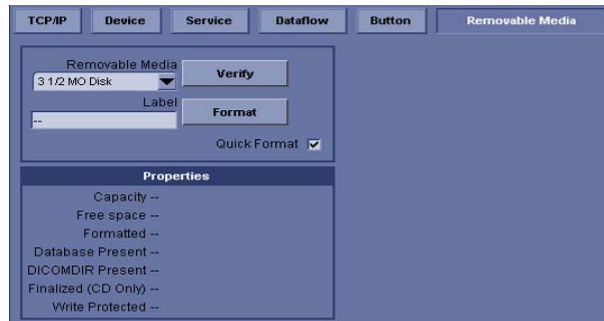 TCP/IP Device Service Dataflow Button Removable Media
Removable Media
3 1/2 MO Disk
Verify
Label
--
Format
Quick Format
Properties
Capacity --
Free space --
Formatted --
Database Present --
DICOMDIR Present --
Finalized (CD Only) --
Write Protected --